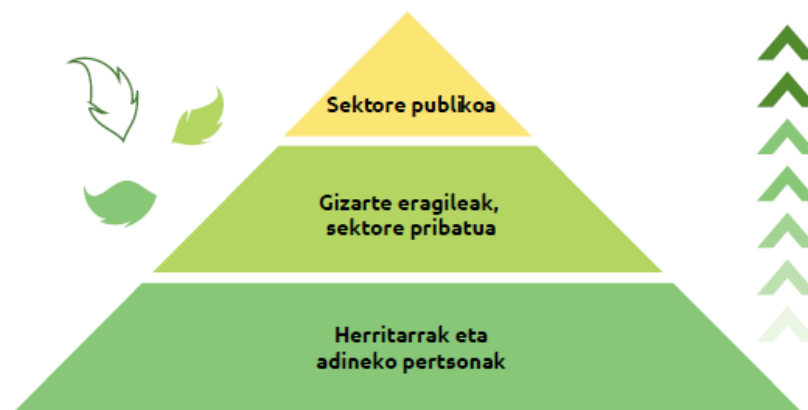 Sektore publikoa
Gizarte eragileak,
sektore pribatua
Herritarrak eta
adineko pertsonak